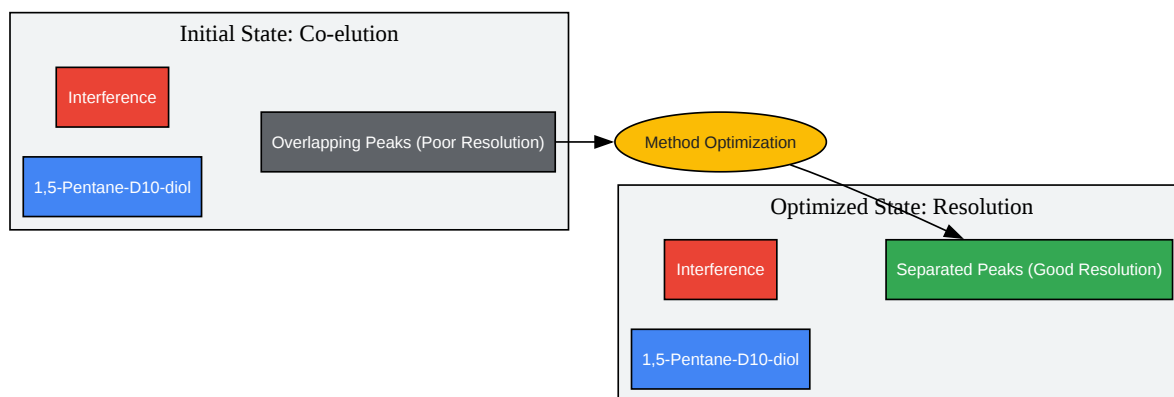 Initial State: Co-elution
Interference
Overlapping Peaks (Poor Resolution)
1,5-Pentane-D10-diol
Method Optimization
Optimized State: Resolution
Interference
Separated Peaks (Good Resolution)
1,5-Pentane-D10-diol